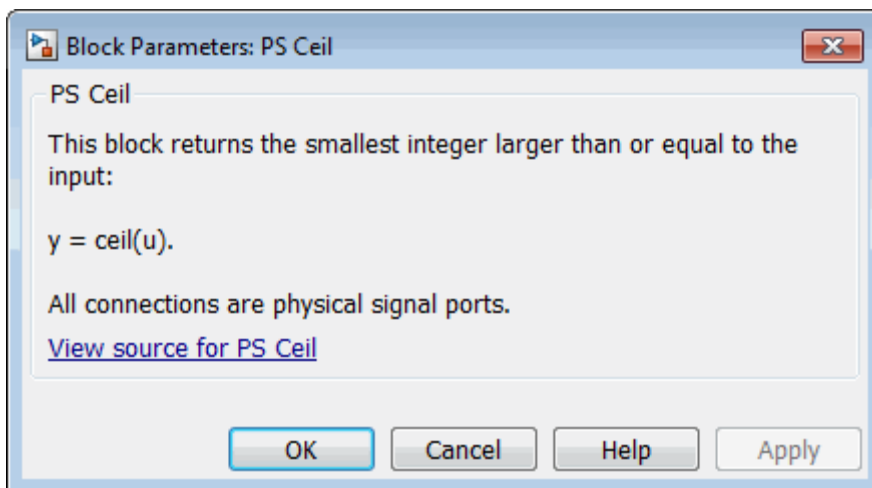 Block Parameters: PS Ceil
PS Ceil
This block returns the smallest integer larger than or equal to the
input:
y = ceil(u).
All connections are physical signal ports.
View source for PS Ceil
OK Cancel Help Apply